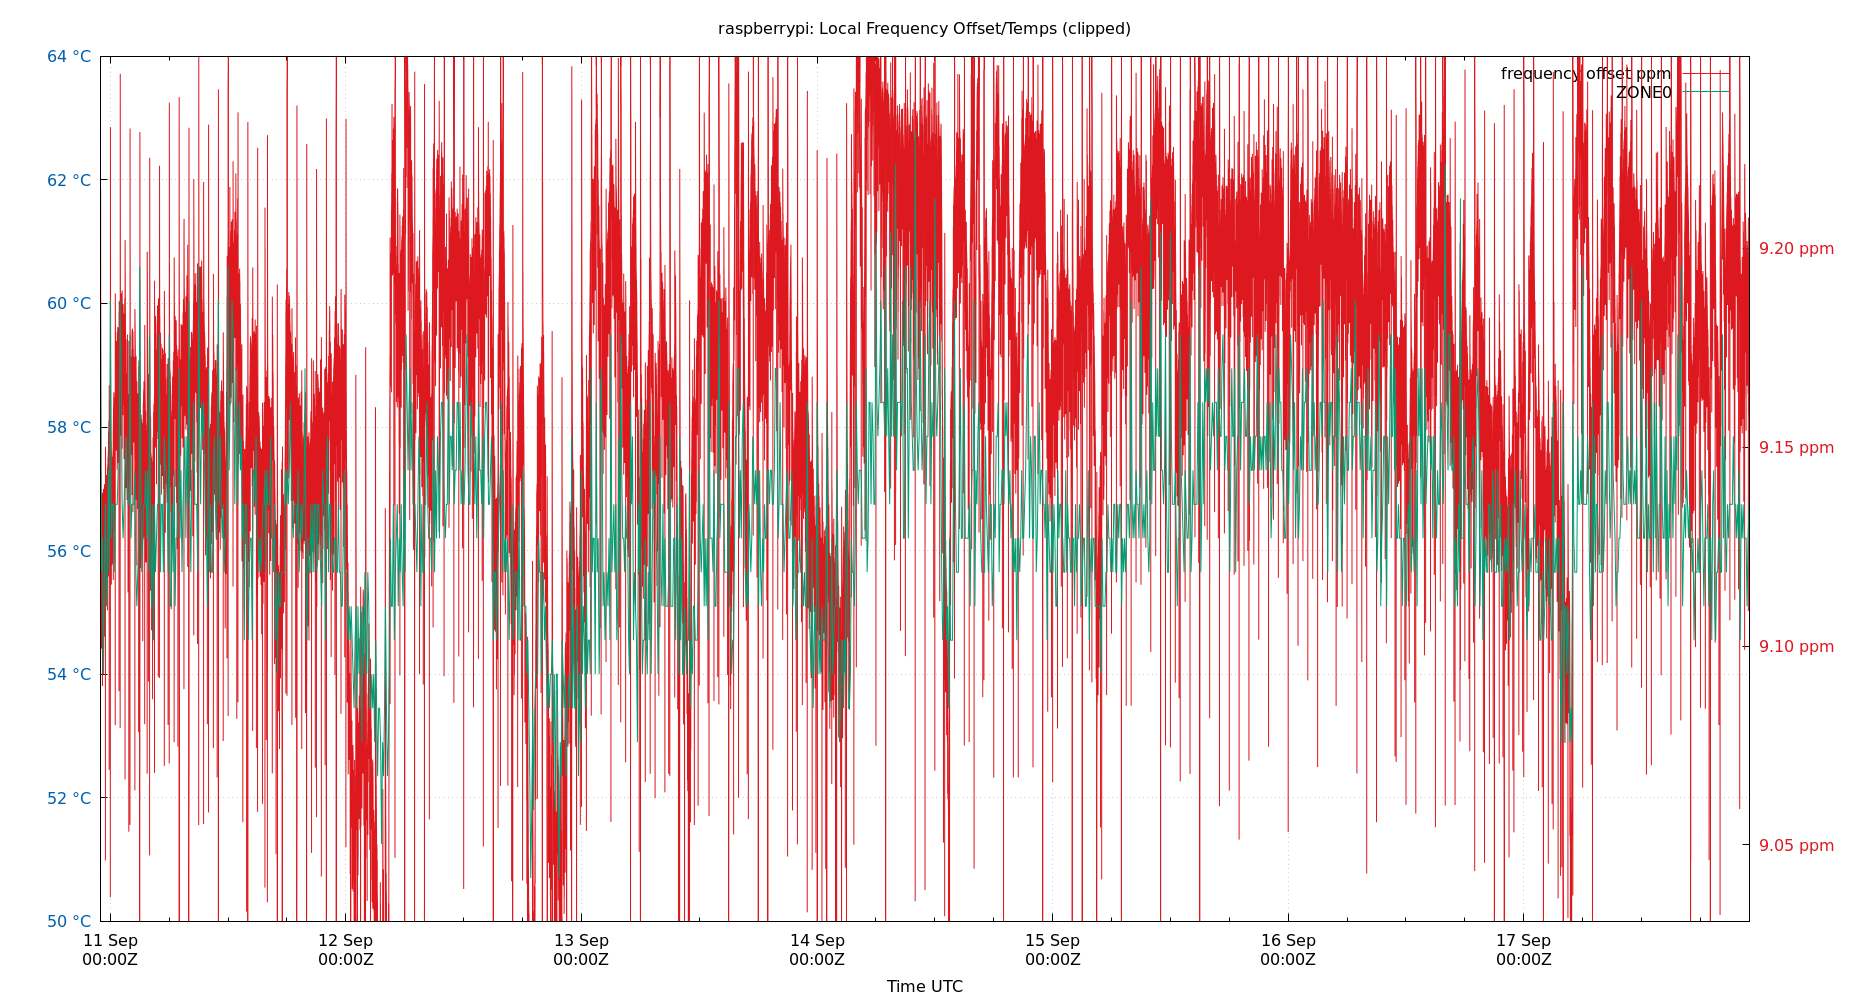 raspberrypi: Local Frequency Offset/Temps (clipped)
64 °C
62 °C
60 °C
58 °C
56 °C
54 °C
52 °C
50 °C
frequency offset ppm
ZONE0
9.20 ppm
9.15 ppm
9.10 ppm
9.05 ppm
11 Sep
00:00Z
12 Sep
00:00Z
13 Sep
00:00Z
14 Sep
00:00Z
15 Sep
00:00Z
16 Sep
00:00Z
17 Sep
00:00Z
Time UTC